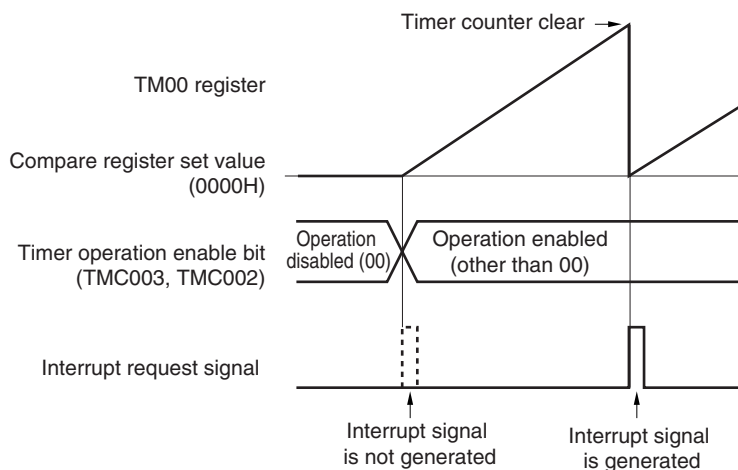 Timer counter clear
TM00 register
Compare register set value
(0000H)
Timer operation enable bit
(TMC003, TMC002)
Operation
disabled (00)
Operation enabled
(other than 00)
Interrupt request signal
Interrupt signal
is not generated
Interrupt signal
is generated